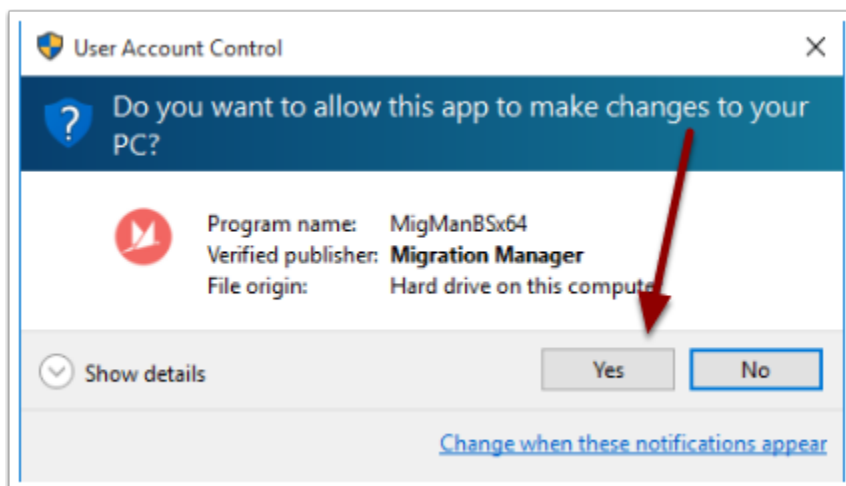 User Account Control
Do you want to allow this app to make changes to your
PC?
Program name: MigManBSx64
Verified publisher: Migration Manager
File origin: Hard drive on this compute
Show details
Yes
No
Change when these notifications appear